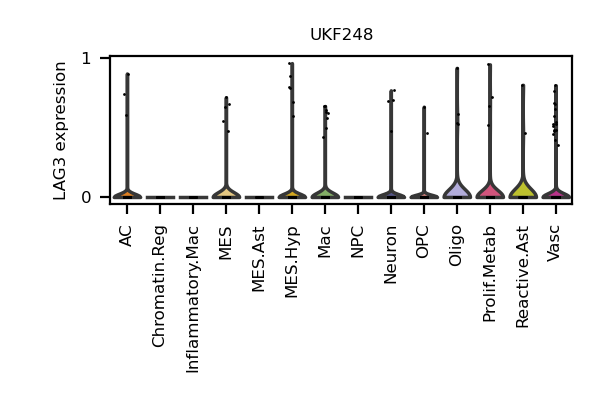 UKF248
LAG3 expression
1
0
AC
Chromatin.Reg
Inflammatory.Mac
MES
MES.Ast
MES.Hyp
Mac
NPC
Neuron
OPC
Oligo
Prolif.Metab
Reactive.Ast
Vasc